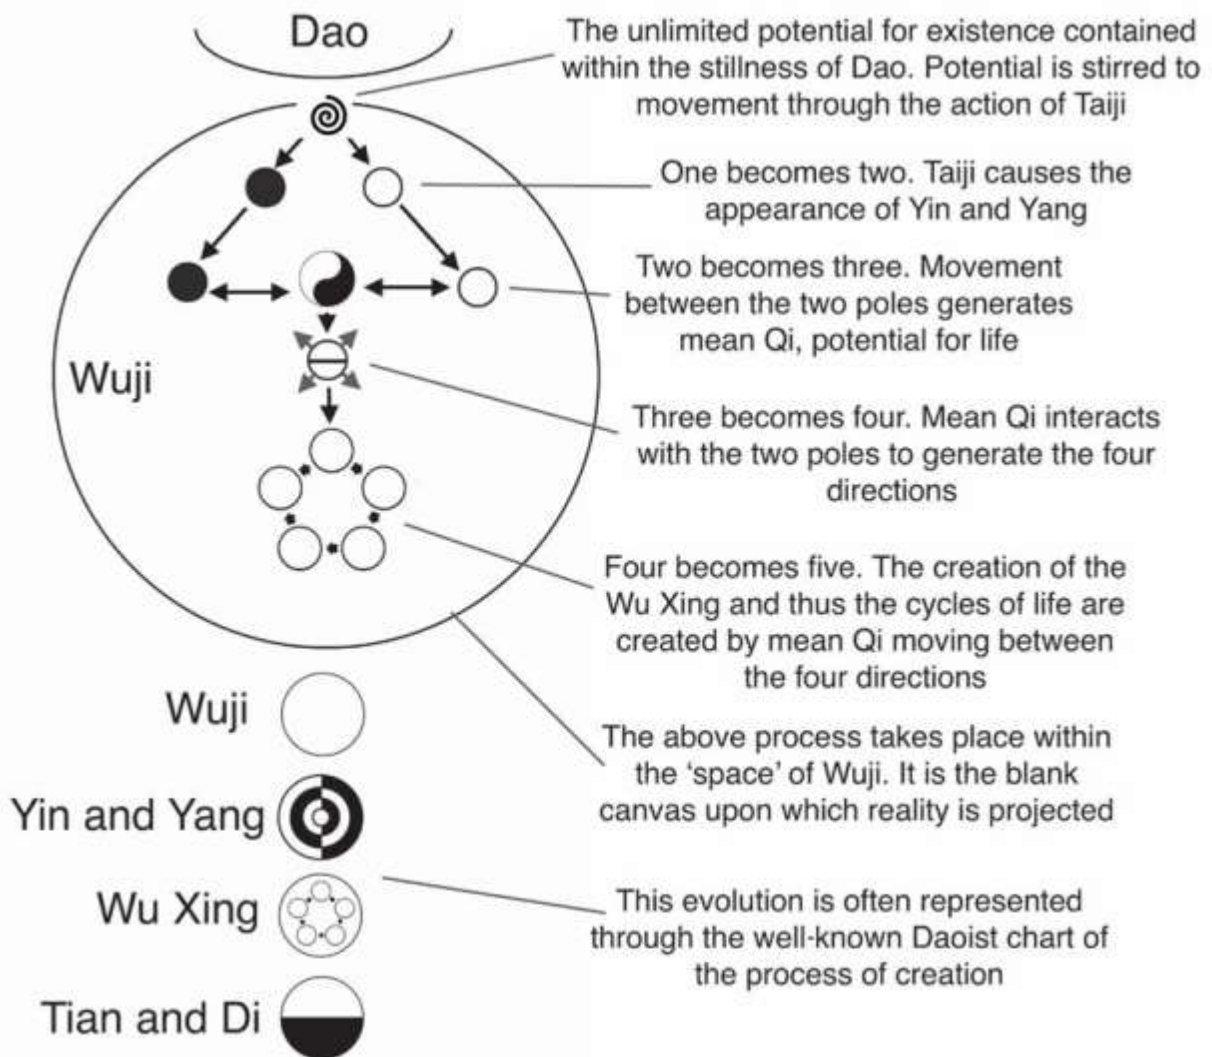 Dao
The unlimited potential for existence contained
within the stillness of Dao. Potential is stirred to
movement through the action of Taiji
One becomes two. Taiji causes the
appearance of Yin and Yang
Two becomes three. Movement
between the two poles generates
mean Qi, potential for life
Wuji
Three becomes four. Mean Qi interacts
with the two poles to generate the four
directions
Four becomes five. The creation of the
Wu Xing and thus the cycles of life are
created by mean Qi moving between
the four directions
The above process takes place within
the ‘space’ of Wuji. It is the blank
canvas upon which reality is projected
This evolution is often represented
through the well-known Daoist chart of
the process of creation
Wuji
Yin and Yang
Wu Xing
Tian and Di